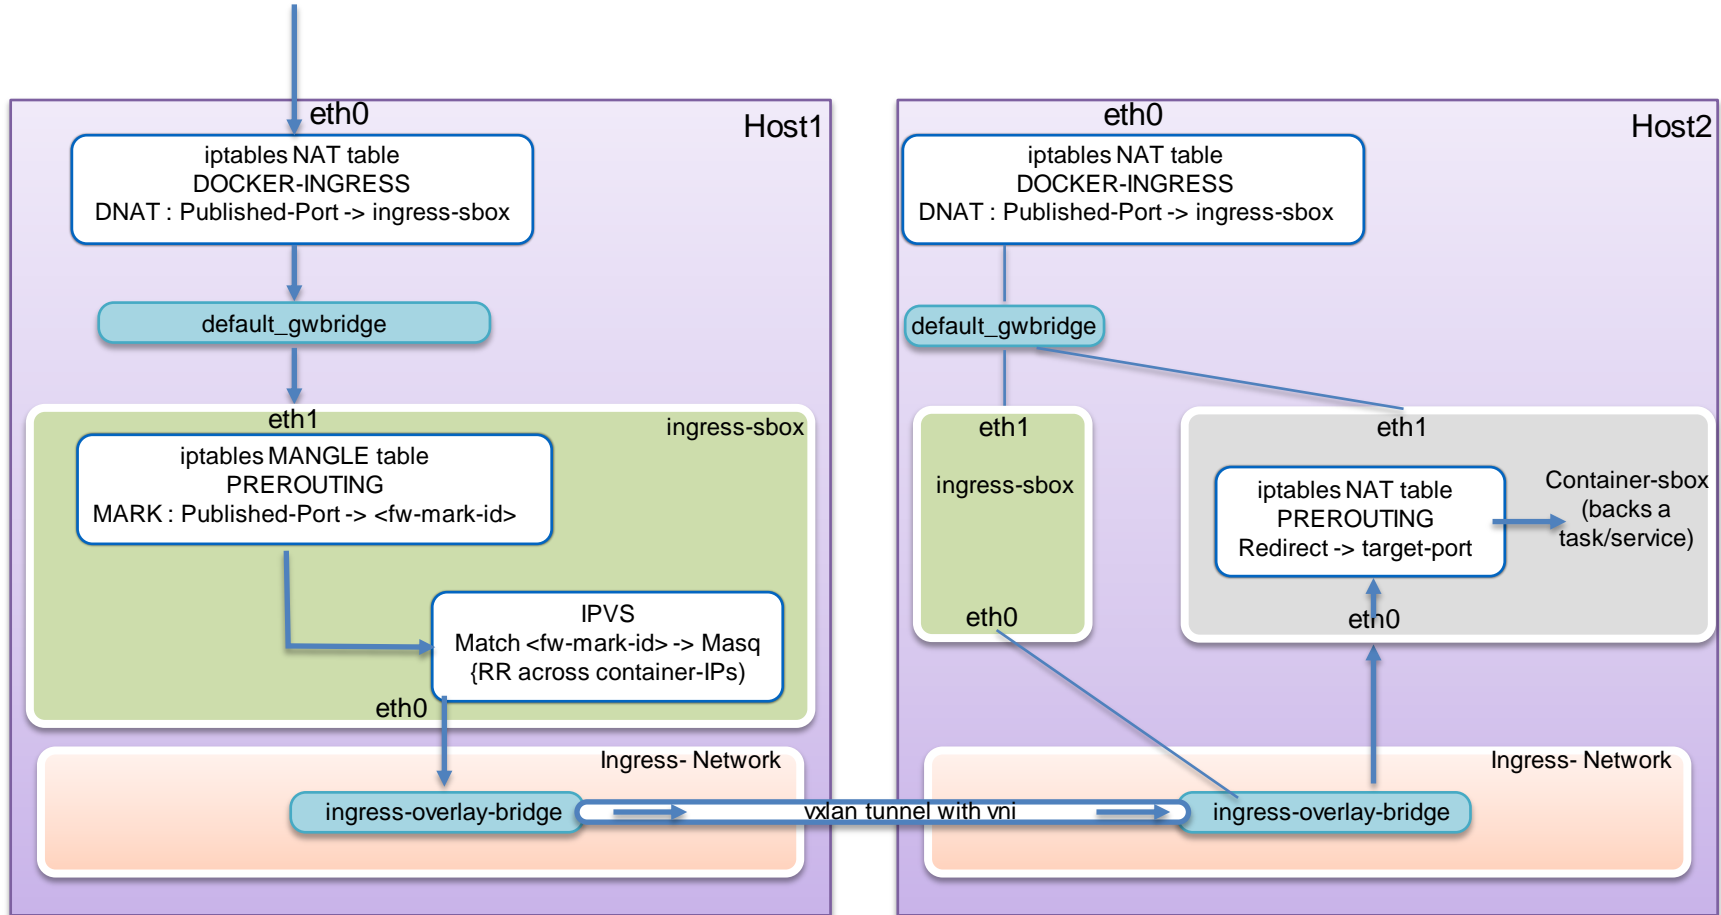 eth0
Host1
iptables NAT table
DOCKER-INGRESS
DNAT : Published-Port -> ingress-sbox
default_gwbridge
eth1
ingress-sbox
iptables MANGLE table
PREROUTING
MARK : Published-Port -> <fw-mark-id>
IPVS
Match <fw-mark-id> -> Masq
{RR across container-IPs)
eth0
Ingress- Network
ingress-overlay-bridge
vxlan tunnel with vni
eth0
Host2
iptables NAT table
DOCKER-INGRESS
DNAT : Published-Port -> ingress-sbox
default_gwbridge
eth1
ingress-sbox
eth0
eth1
iptables NAT table
PREROUTING
Redirect -> target-port
Container-sbox
(backs a
task/service)
eth0
Ingress- Network
ingress-overlay-bridge